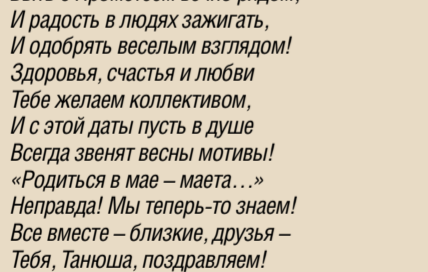 И радость в людях зажигать,
И одобрять веселым взглядом!
Здоровья, счастья и любви
Тебе желаем коллективом,
И с этой даты пусть в душе
Всегда звенят весны мотивы!
«Родиться в мае – маета…»
Неправда! Мы теперь-то знаем!
Все вместе – близкие, друзья –
Тебя, Танюша, поздравляем!